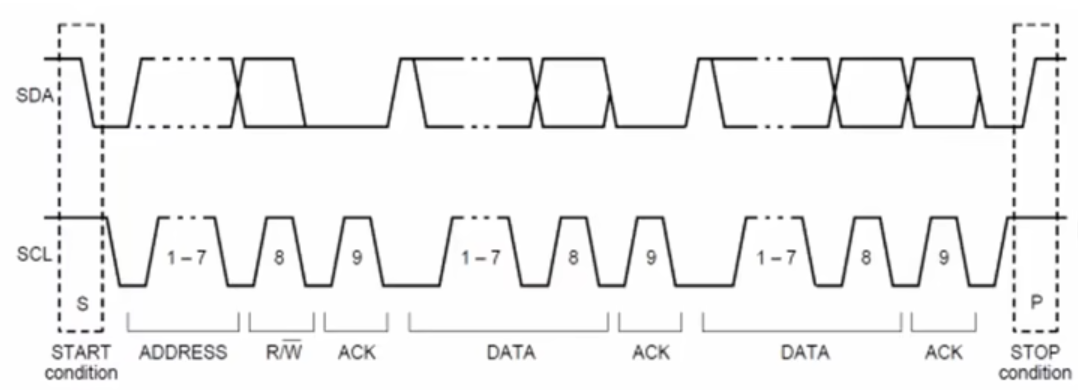 SDA
SCL
1 – 7 8 9 1 – 7 8 9 1 – 7 8 9
S P
START condition ADDRESS R/W̅ ACK DATA ACK DATA ACK STOP condition